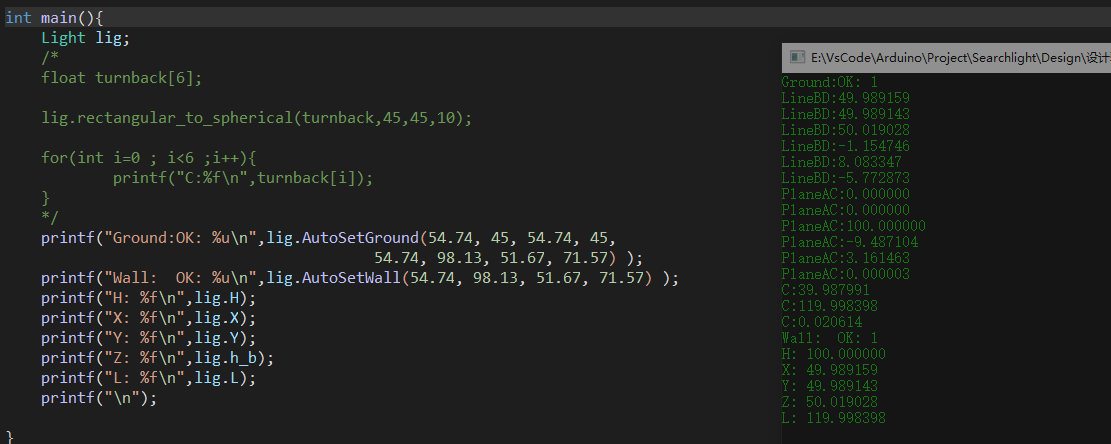 int main(){
Light lig;
/*
float turnback[6];
lig.rectangular_to_spherical(turnback,45,45,10);
for(int i=0 ; i<6 ;i++){
printf("C:%f\n",turnback[i]);
}
*/
printf("Ground:OK: %u\n",lig.AutoSetGround(54.74, 45, 54.74, 45,
54.74, 98.13, 51.67, 71.57) );
printf("Wall:  OK: %u\n",lig.AutoSetWall(54.74, 98.13, 51.67, 71.57) );
printf("H: %f\n",lig.H);
printf("X: %f\n",lig.X);
printf("Y: %f\n",lig.Y);
printf("Z: %f\n",lig.h_b);
printf("L: %f\n",lig.L);
printf("\n");
}
E:\VsCode\Arduino\Project\Searchlight\Design\设计
Ground:OK: 1
LineBD:49.989159
LineBD:49.989143
LineBD:50.019028
LineBD:-1.154746
LineBD:8.083347
LineBD:-5.772873
PlaneAC:0.000000
PlaneAC:0.000000
PlaneAC:100.000000
PlaneAC:-9.487104
PlaneAC:3.161463
PlaneAC:0.000003
C:39.987991
C:119.998398
C:0.020614
Wall:  OK: 1
H: 100.000000
X: 49.989159
Y: 49.989143
Z: 50.019028
L: 119.998398